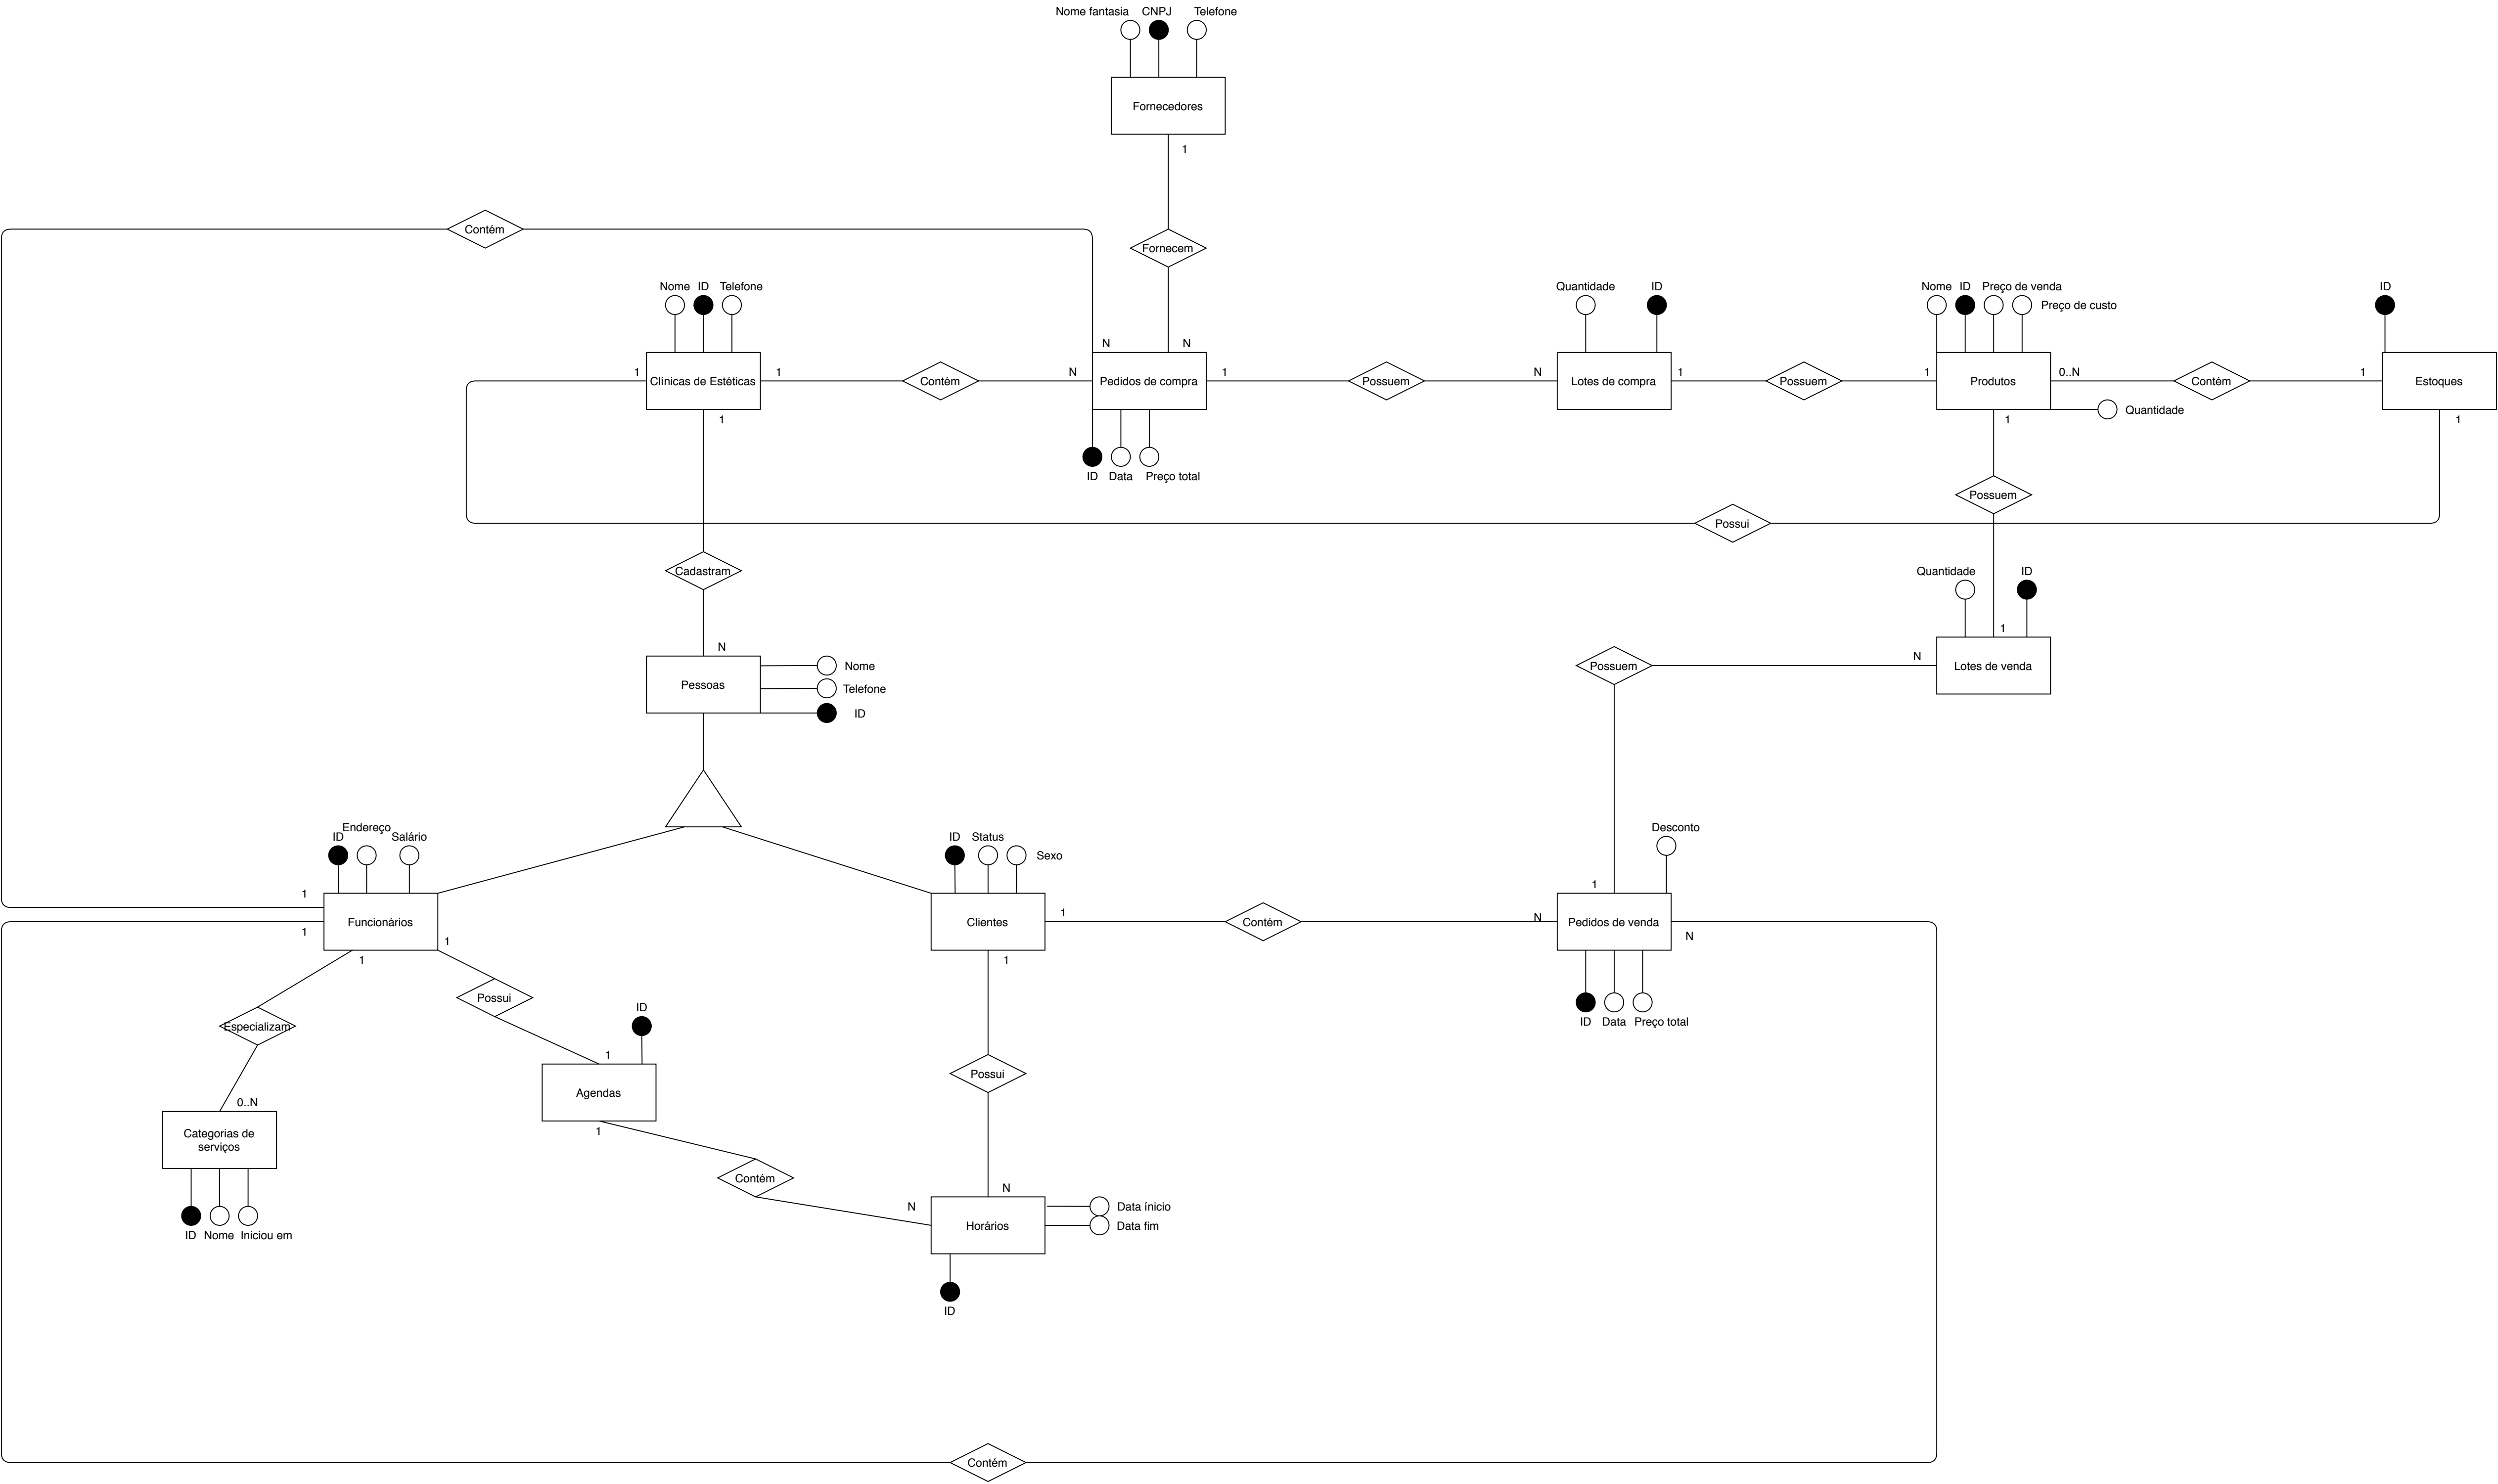 Nome fantasia
CNPJ
Telefone
Fornecedores
1
Contém
Fornecem
Nome
ID
Telefone
Quantidade
ID
Nome
ID
Preço de venda
Preço de custo
ID
N
N
1
Clínicas de Estéticas
1
Contém
N
Pedidos de compra
1
Possuem
N
Lotes de compra
1
Possuem
1
Produtos
0..N
Contém
1
Estoques
Quantidade
1
1
1
ID
Data
Preço total
Possuem
Possui
Cadastram
Quantidade
ID
1
N
Possuem
N
Lotes de venda
Pessoas
Nome
Telefone
ID
Endereço
ID
Salário
ID
Status
Sexo
Desconto
1
1
Funcionários
1
1
1
Clientes
1
Contém
N
Pedidos de venda
N
1
1
Possui
ID
ID
Data
Preço total
Especializam
1
Possui
0..N
Agendas
Categorias de
serviços
1
Contém
N
N
Horários
Data ínicio
Data fim
ID
Nome
Iniciou em
ID
Contém